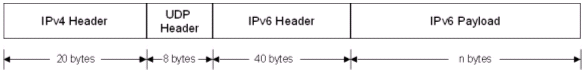 IPv4 Header UDP Header IPv6 Header IPv6 Payload
20 bytes 8 bytes 40 bytes n bytes